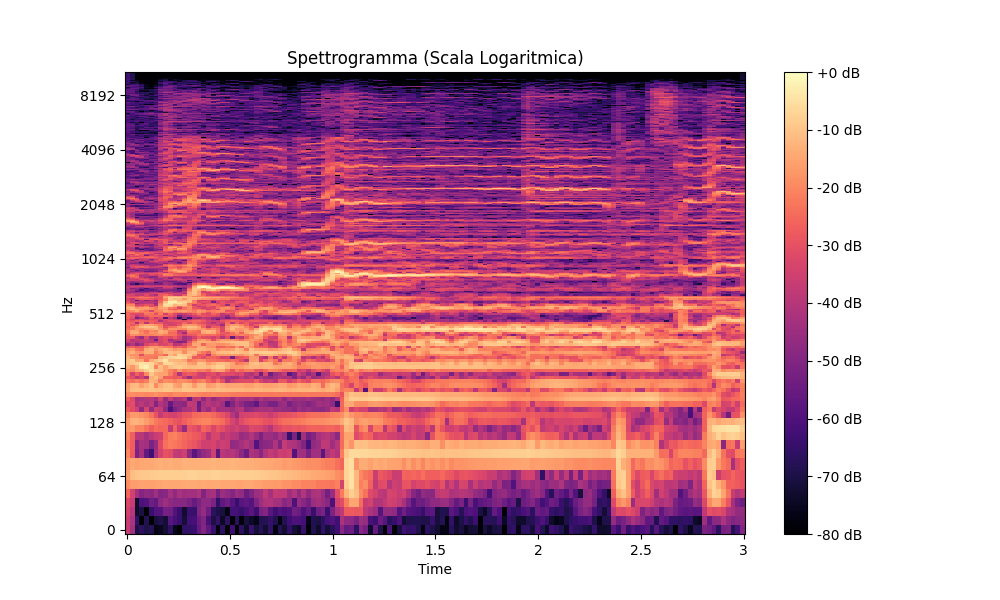 Spettrogramma (Scala Logaritmica)
Hz
8192
4096
2048
1024
512
256
128
64
0
0
0.5
1
1.5
2
2.5
3
Time
+0 dB
-10 dB
-20 dB
-30 dB
-40 dB
-50 dB
-60 dB
-70 dB
-80 dB